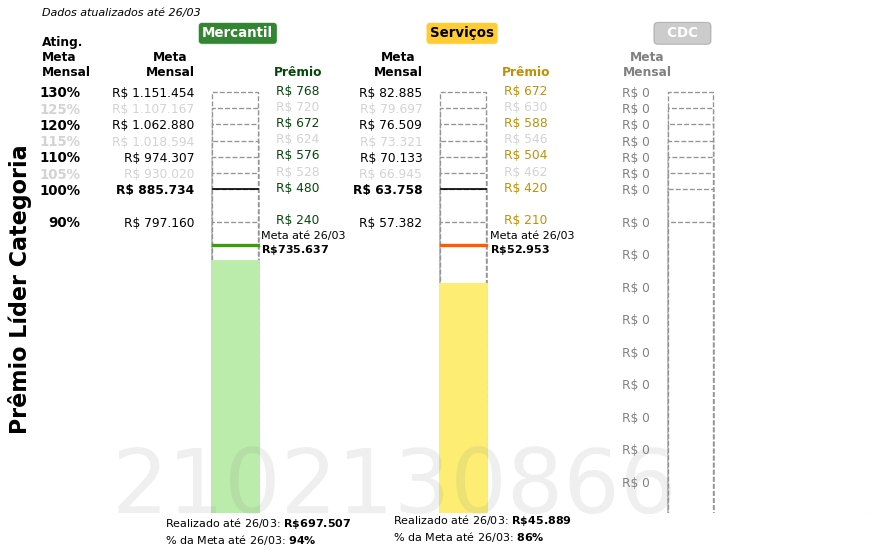 Dados atualizados até 26/03
Mercantil Serviços CDC
Ating.
Meta Meta Meta Meta
Mensal Mensal Prêmio Mensal Prêmio Mensal
130% R$ 1.151.454 R$ 768 R$ 82.885 R$ 672 R$ 0
125% R$ 1.107.167 R$ 720 R$ 79.697 R$ 630 R$ 0
120% R$ 1.062.880 R$ 672 R$ 76.509 R$ 588 R$ 0
115% R$ 1.018.594 R$ 624 R$ 73.321 R$ 546 R$ 0
110% R$ 974.307 R$ 576 R$ 70.133 R$ 504 R$ 0
105% R$ 930.020 R$ 528 R$ 66.945 R$ 462 R$ 0
100% R$ 885.734 R$ 480 R$ 63.758 R$ 420 R$ 0
90% R$ 797.160 R$ 240 R$ 57.382 R$ 210 R$ 0
Meta até 26/03 Meta até 26/03
R$735.637 R$52.953
R$ 0
R$ 0
R$ 0
R$ 0
R$ 0
R$ 0
R$ 0
R$ 0
Prêmio Líder Categoria
2102130866
Realizado até 26/03: R$697.507 Realizado até 26/03: R$45.889
% da Meta até 26/03: 94% % da Meta até 26/03: 86%